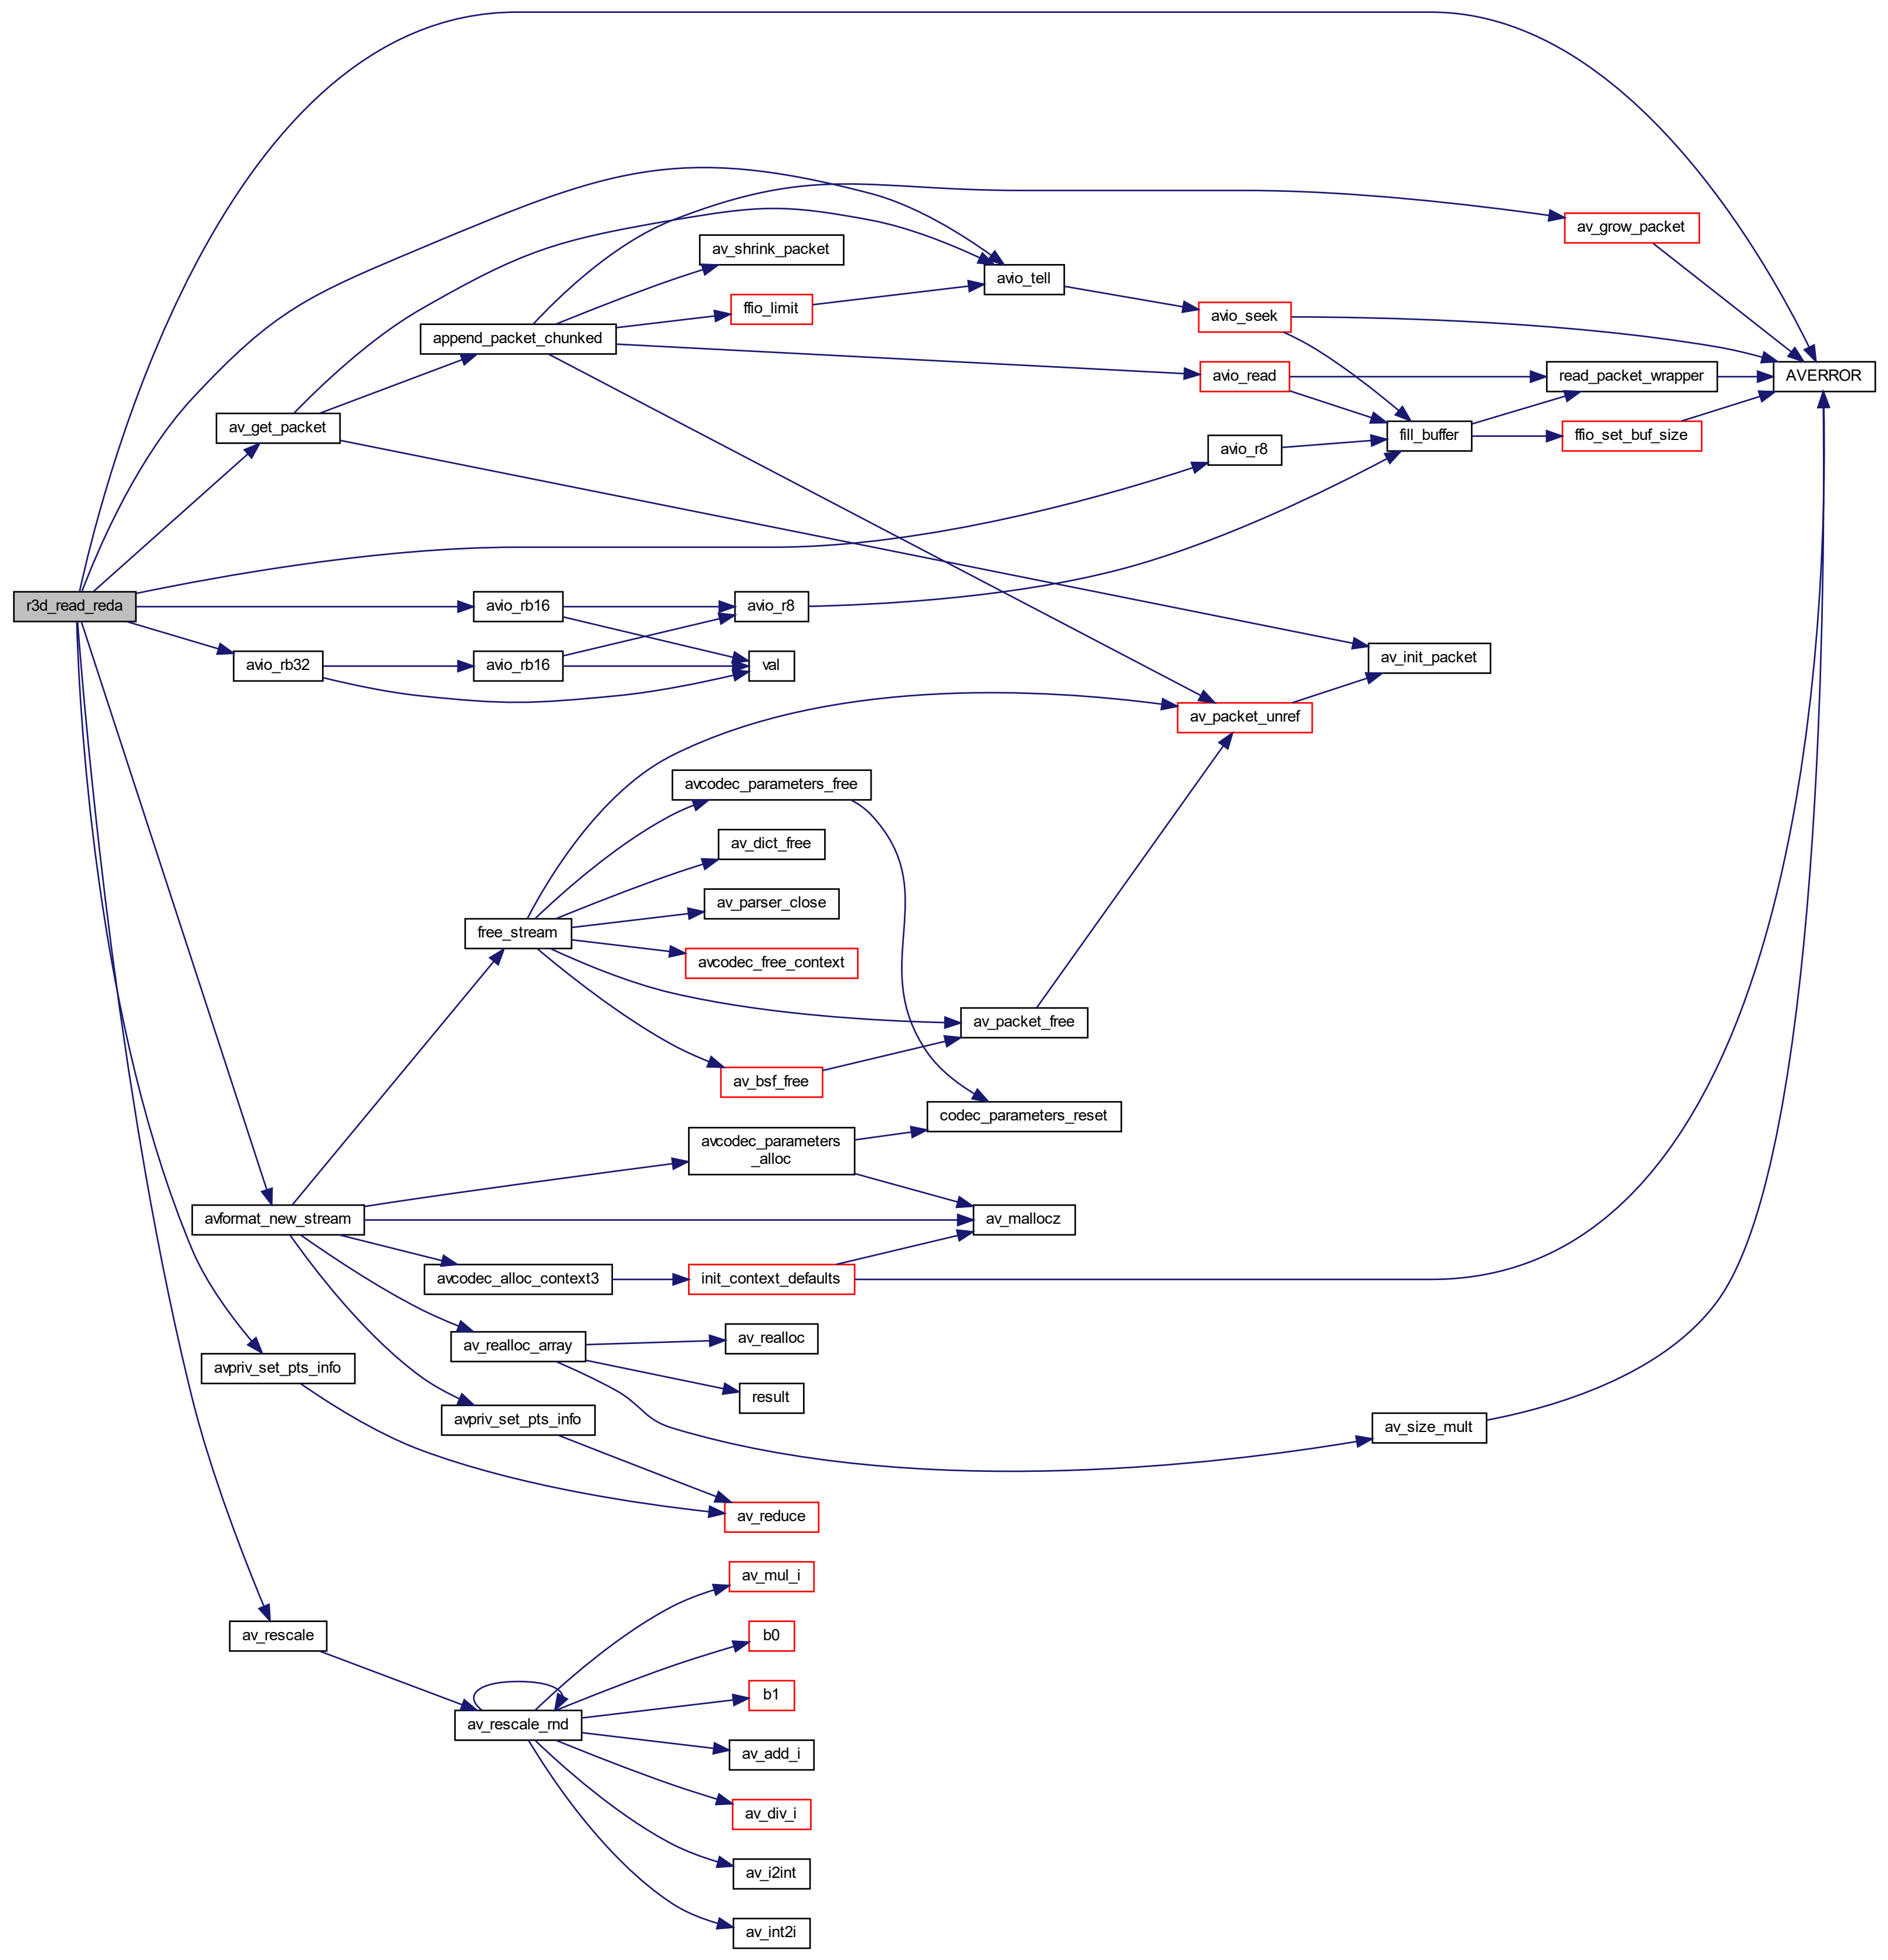 av_grow_packet
av_shrink_packet
avio_tell
ffio_limit
avio_seek
append_packet_chunked
avio_read
read_packet_wrapper
AVERROR
av_get_packet
fill_buffer
ffio_set_buf_size
avio_r8
r3d_read_reda
avio_rb16
avio_r8
avio_rb32
avio_rb16
val
av_init_packet
av_packet_unref
avcodec_parameters_free
av_dict_free
av_parser_close
free_stream
avcodec_free_context
av_packet_free
av_bsf_free
codec_parameters_reset
avcodec_parameters
_alloc
avformat_new_stream
av_mallocz
avcodec_alloc_context3
init_context_defaults
av_realloc_array
av_realloc
avpriv_set_pts_info
result
avpriv_set_pts_info
av_size_mult
av_reduce
av_mul_i
av_rescale
b0
b1
av_rescale_rnd
av_add_i
av_div_i
av_i2int
av_int2i